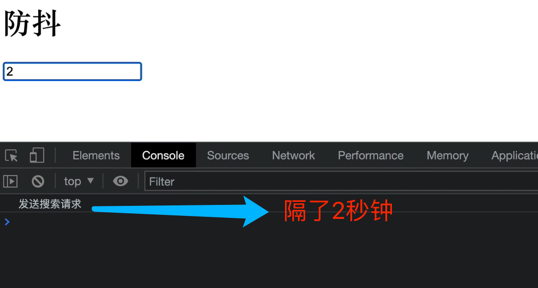 防抖
2
Elements Console Sources Network Performance Memory Applicatio
top Filter
发送搜索请求 隔了2秒钟